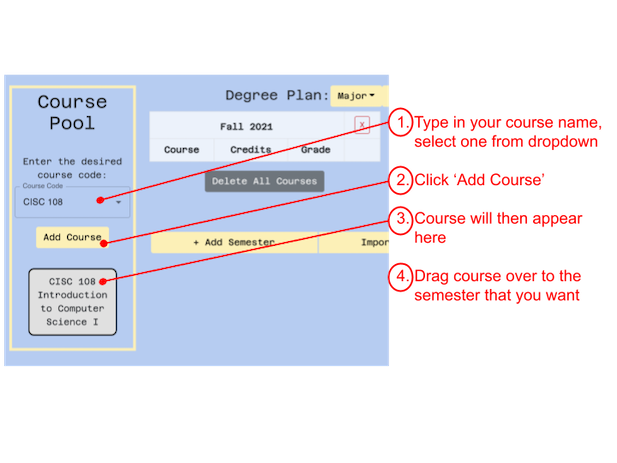 Course
Pool
Enter the desired
course code:
Course Code
CISC 108
Add Course
CISC 108
Introduction
to Computer
Science I
Degree Plan:
Major
Fall 2021
X
Course Credits Grade
Delete All Courses
+ Add Semester
Impor
1. Type in your course name,
select one from dropdown
2. Click ‘Add Course’
3. Course will then appear
here
4. Drag course over to the
semester that you want